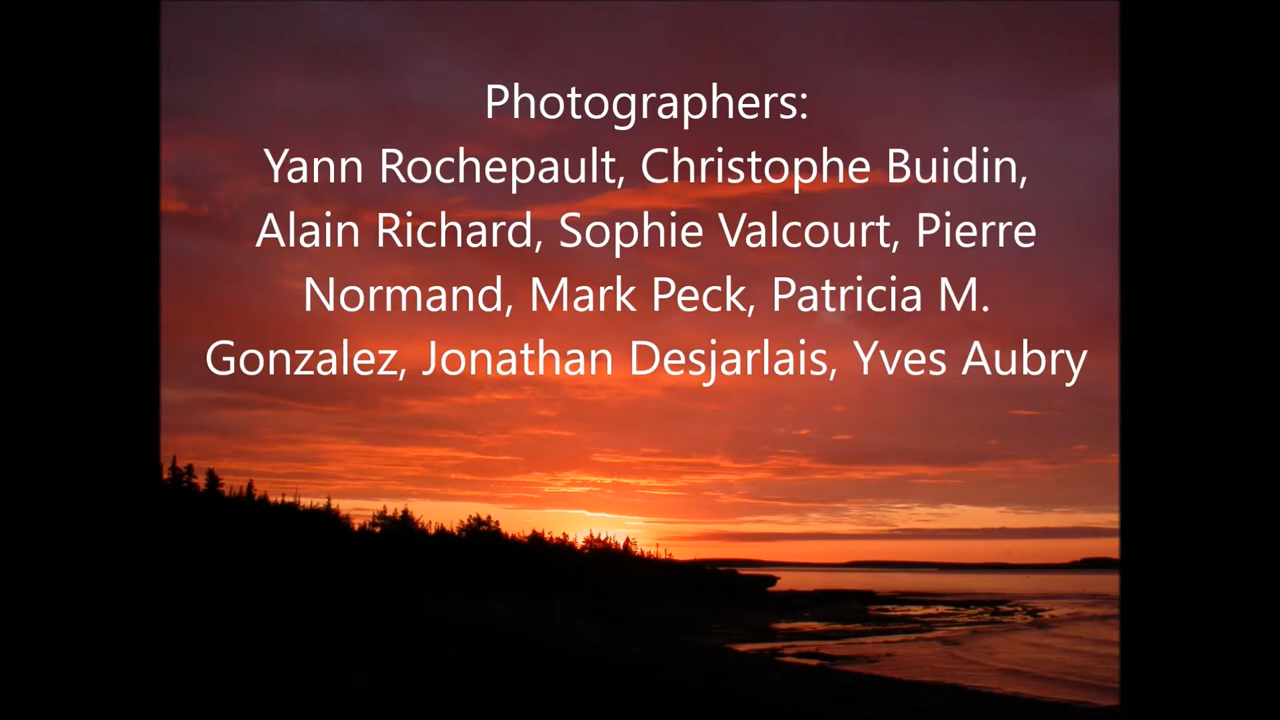 Photographers:
Yann Rochepault, Christophe Buidin,
Alain Richard, Sophie Valcourt, Pierre
Normand, Mark Peck, Patricia M.
Gonzalez, Jonathan Desjarlais, Yves Aubry